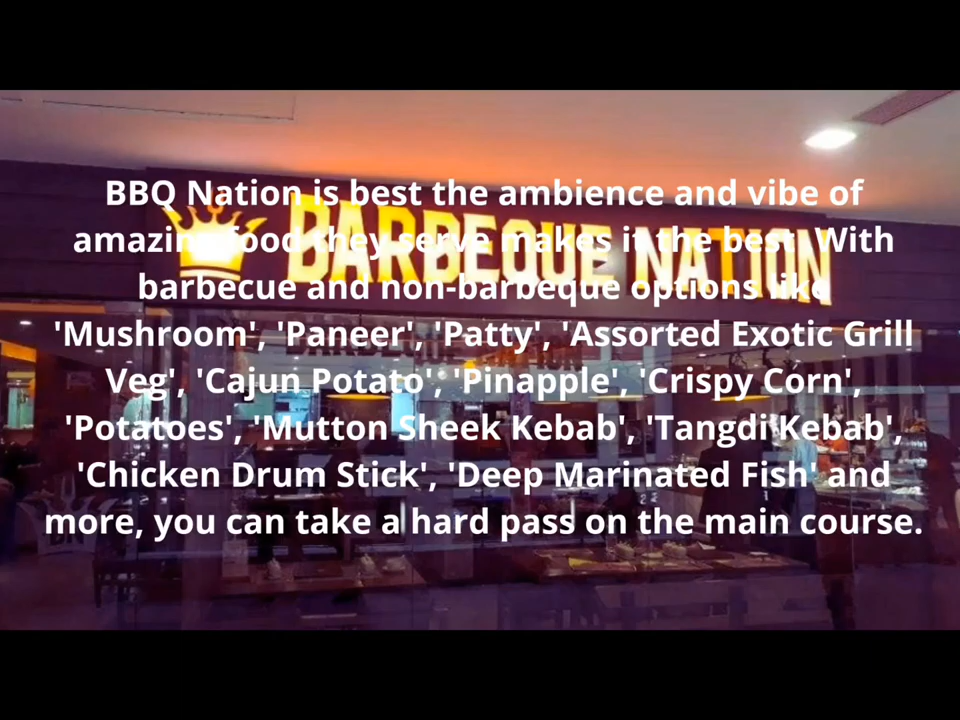 BBQ Nation is best the ambience and vibe of
amazing food they serve makes it the best. With
barbecue and non-barbeque options like
'Mushroom', 'Paneer', 'Patty', 'Assorted Exotic Grill
Veg', 'Cajun Potato', 'Pinapple', 'Crispy Corn',
'Potatoes', 'Mutton Sheek Kebab', 'Tangdi Kebab',
'Chicken Drum Stick', 'Deep Marinated Fish' and
more, you can take a hard pass on the main course.
BARBEQUE NATION